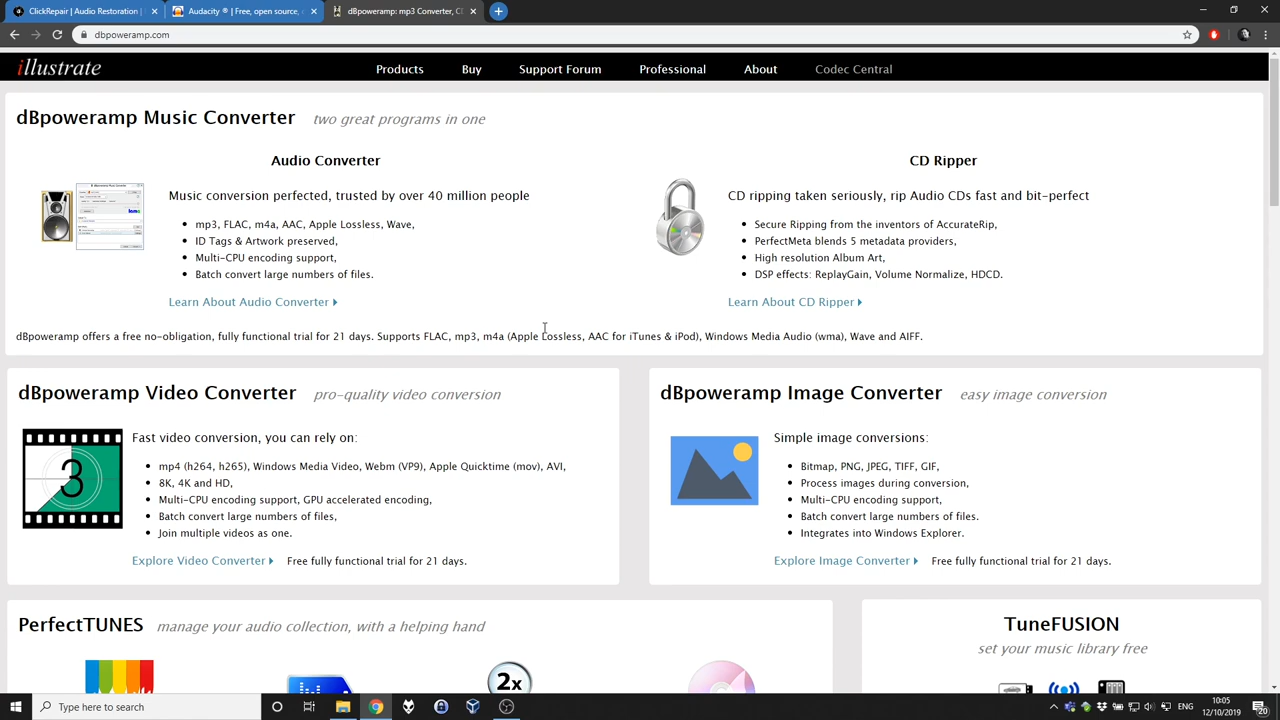 ClickRepair | Audio Restoration |
Audacity ® | Free, open source,
dBpoweramp: mp3 Converter, CD
dbpoweramp.com
illustrate
Products
Buy
Support Forum
Professional
About
Codec Central
dBpoweramp Music Converter two great programs in one
Audio Converter
Music conversion perfected, trusted by over 40 million people
mp3, FLAC, m4a, AAC, Apple Lossless, Wave,
ID Tags & Artwork preserved,
Multi-CPU encoding support,
Batch convert large numbers of files.
Learn About Audio Converter
CD Ripper
CD ripping taken seriously, rip Audio CDs fast and bit-perfect
Secure Ripping from the inventors of AccurateRip,
PerfectMeta blends 5 metadata providers,
High resolution Album Art,
DSP effects: ReplayGain, Volume Normalize, HDCD.
Learn About CD Ripper
dBpoweramp offers a free no-obligation, fully functional trial for 21 days. Supports FLAC, mp3, m4a (Apple Lossless, AAC for iTunes & iPod), Windows Media Audio (wma), Wave and AIFF.
dBpoweramp Video Converter pro-quality video conversion
3
Fast video conversion, you can rely on:
mp4 (h264, h265), Windows Media Video, Webm (VP9), Apple Quicktime (mov), AVI,
8K, 4K and HD,
Multi-CPU encoding support, GPU accelerated encoding,
Batch convert large numbers of files,
Join multiple videos as one.
Explore Video Converter Free fully functional trial for 21 days.
dBpoweramp Image Converter easy image conversion
Simple image conversions:
Bitmap, PNG, JPEG, TIFF, GIF,
Process images during conversion,
Multi-CPU encoding support,
Batch convert large numbers of files.
Integrates into Windows Explorer.
Explore Image Converter Free fully functional trial for 21 days.
PerfectTUNES manage your audio collection, with a helping hand
2x
TuneFUSION
set your music library free
Type here to search
ENG
10:05
12/10/2019
20